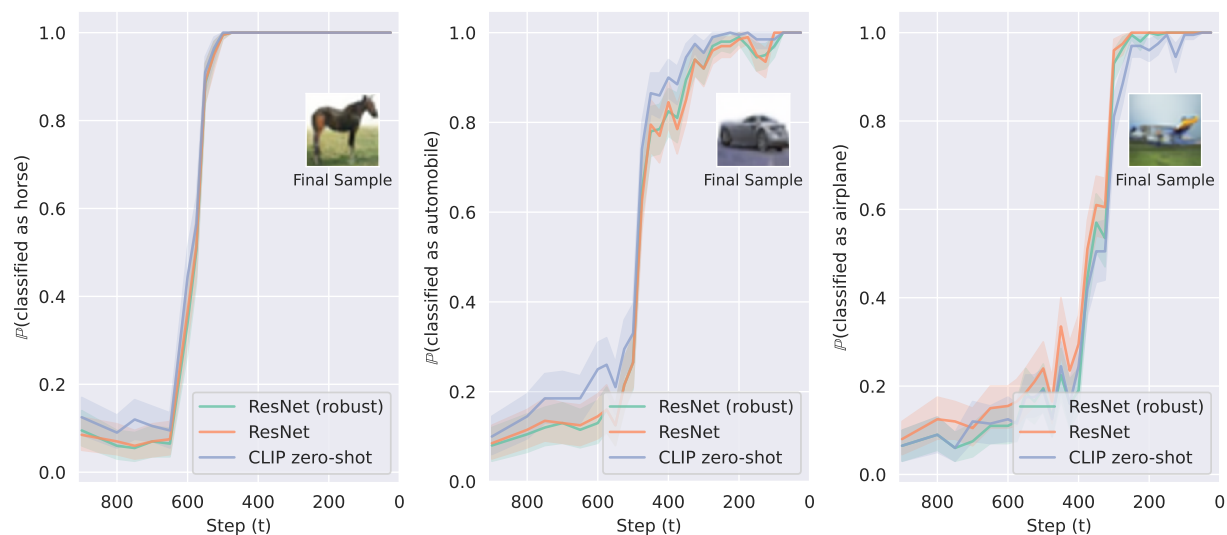 ℙ(classified as horse)
1.0
0.8
0.6
0.4
0.2
0.0
Final Sample
ResNet (robust)
ResNet
CLIP zero-shot
800 600 400 200 0
Step (t)
ℙ(classified as automobile)
1.0
0.8
0.6
0.4
0.2
0.0
Final Sample
ResNet (robust)
ResNet
CLIP zero-shot
800 600 400 200 0
Step (t)
ℙ(classified as airplane)
1.0
0.8
0.6
0.4
0.2
0.0
Final Sample
ResNet (robust)
ResNet
CLIP zero-shot
800 600 400 200 0
Step (t)